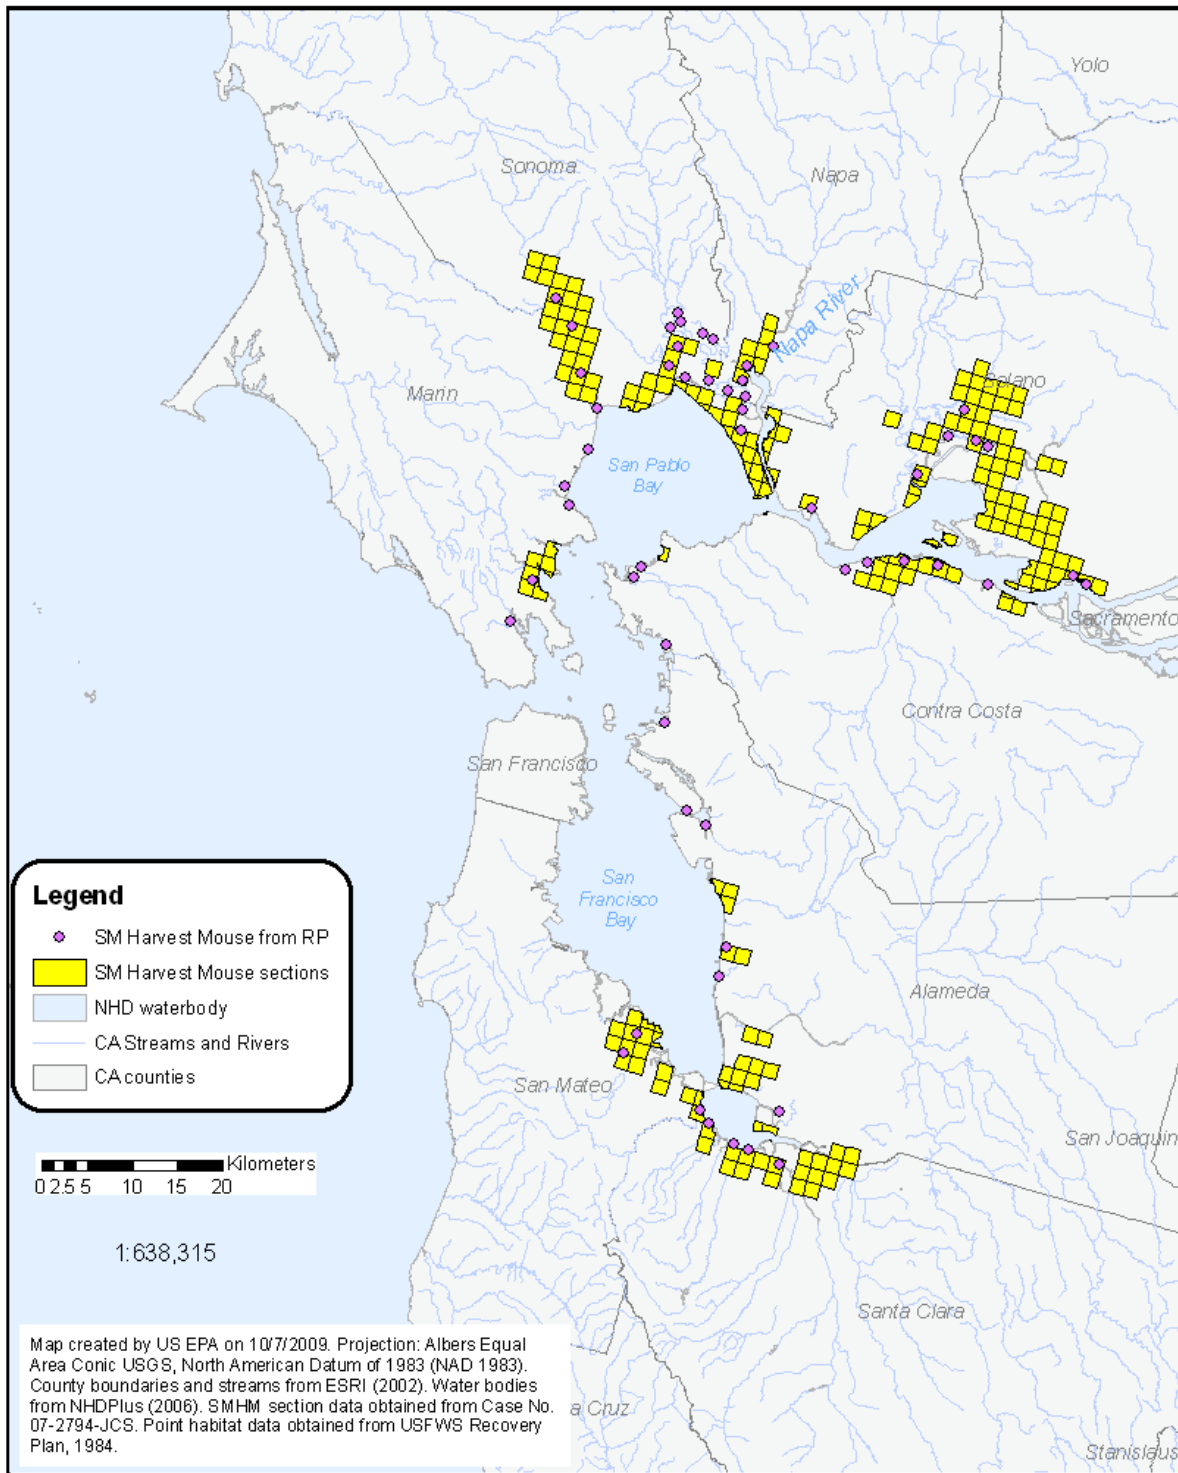 Yolo
Sonoma
Napa
Napa River
Solano
Marin
San Pablo
Bay
Sacramento
Contra Costa
San Francisco
San
Francisco
Bay
Legend
SM Harvest Mouse from RP
SM Harvest Mouse sections
NHD waterbody
CA Streams and Rivers
CA counties
Alameda
San Mateo
San Joaquin
Kilometers
0 2.5 5 10 15 20
1:638,315
Santa Clara
Map created by US EPA on 10/7/2009. Projection: Albers Equal
Area Conic USGS, North American Datum of 1983 (NAD 1983).
County boundaries and streams from ESRI (2002). Water bodies
from NHDPlus (2006). SMHM section data obtained from Case No.
07-2794-JCS. Point habitat data obtained from USFWS Recovery
Plan, 1984.
a Cruz
Stanislaus